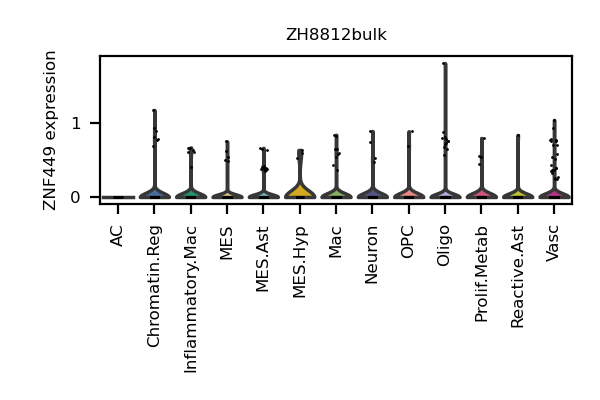 ZH8812bulk
ZNF449 expression
1
0
AC
Chromatin.Reg
Inflammatory.Mac
MES
MES.Ast
MES.Hyp
Mac
Neuron
OPC
Oligo
Prolif.Metab
Reactive.Ast
Vasc